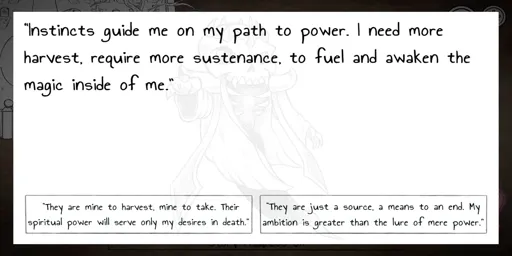 "Instincts guide me on my path to power. I need more
harvest, require more sustenance, to fuel and awaken the
magic inside of me."
"They are mine to harvest, mine to take. Their
spiritual power will serve only my desires in death."
"They are just a source, a means to an end. My
ambition is greater than the lure of mere power."